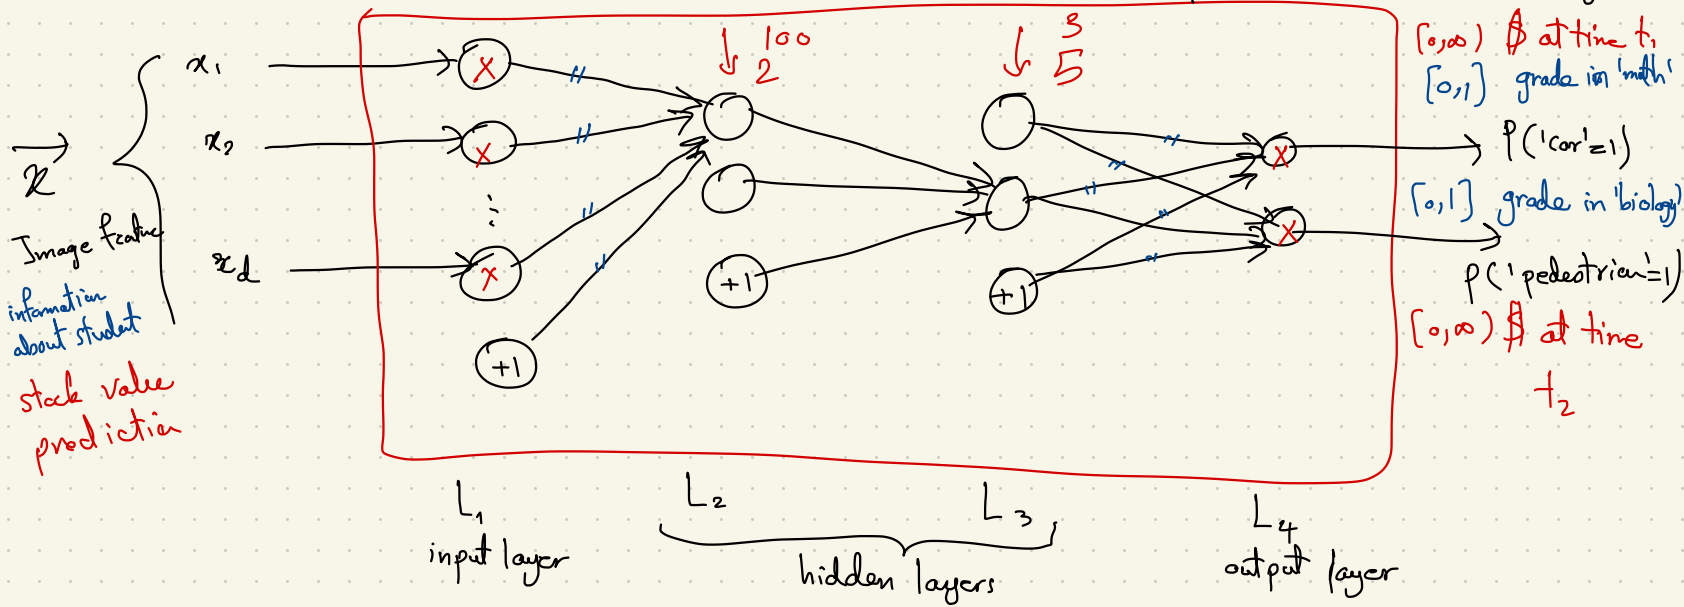 [0,∞) $ at time t₁
100
3
2
5
x₁
X
[0,1] grade in 'math'
x₂
X
X
P('car'=1)
x
[0,1] grade in 'biology'
X
Image feature
x_d
x
+1
+1
P('pedestrian'=1)
information
about student
[0,∞) $ at time
t₂
+1
stock value
prediction
L₁
L₂
L₃
L₄
input layer
hidden layers
output layer